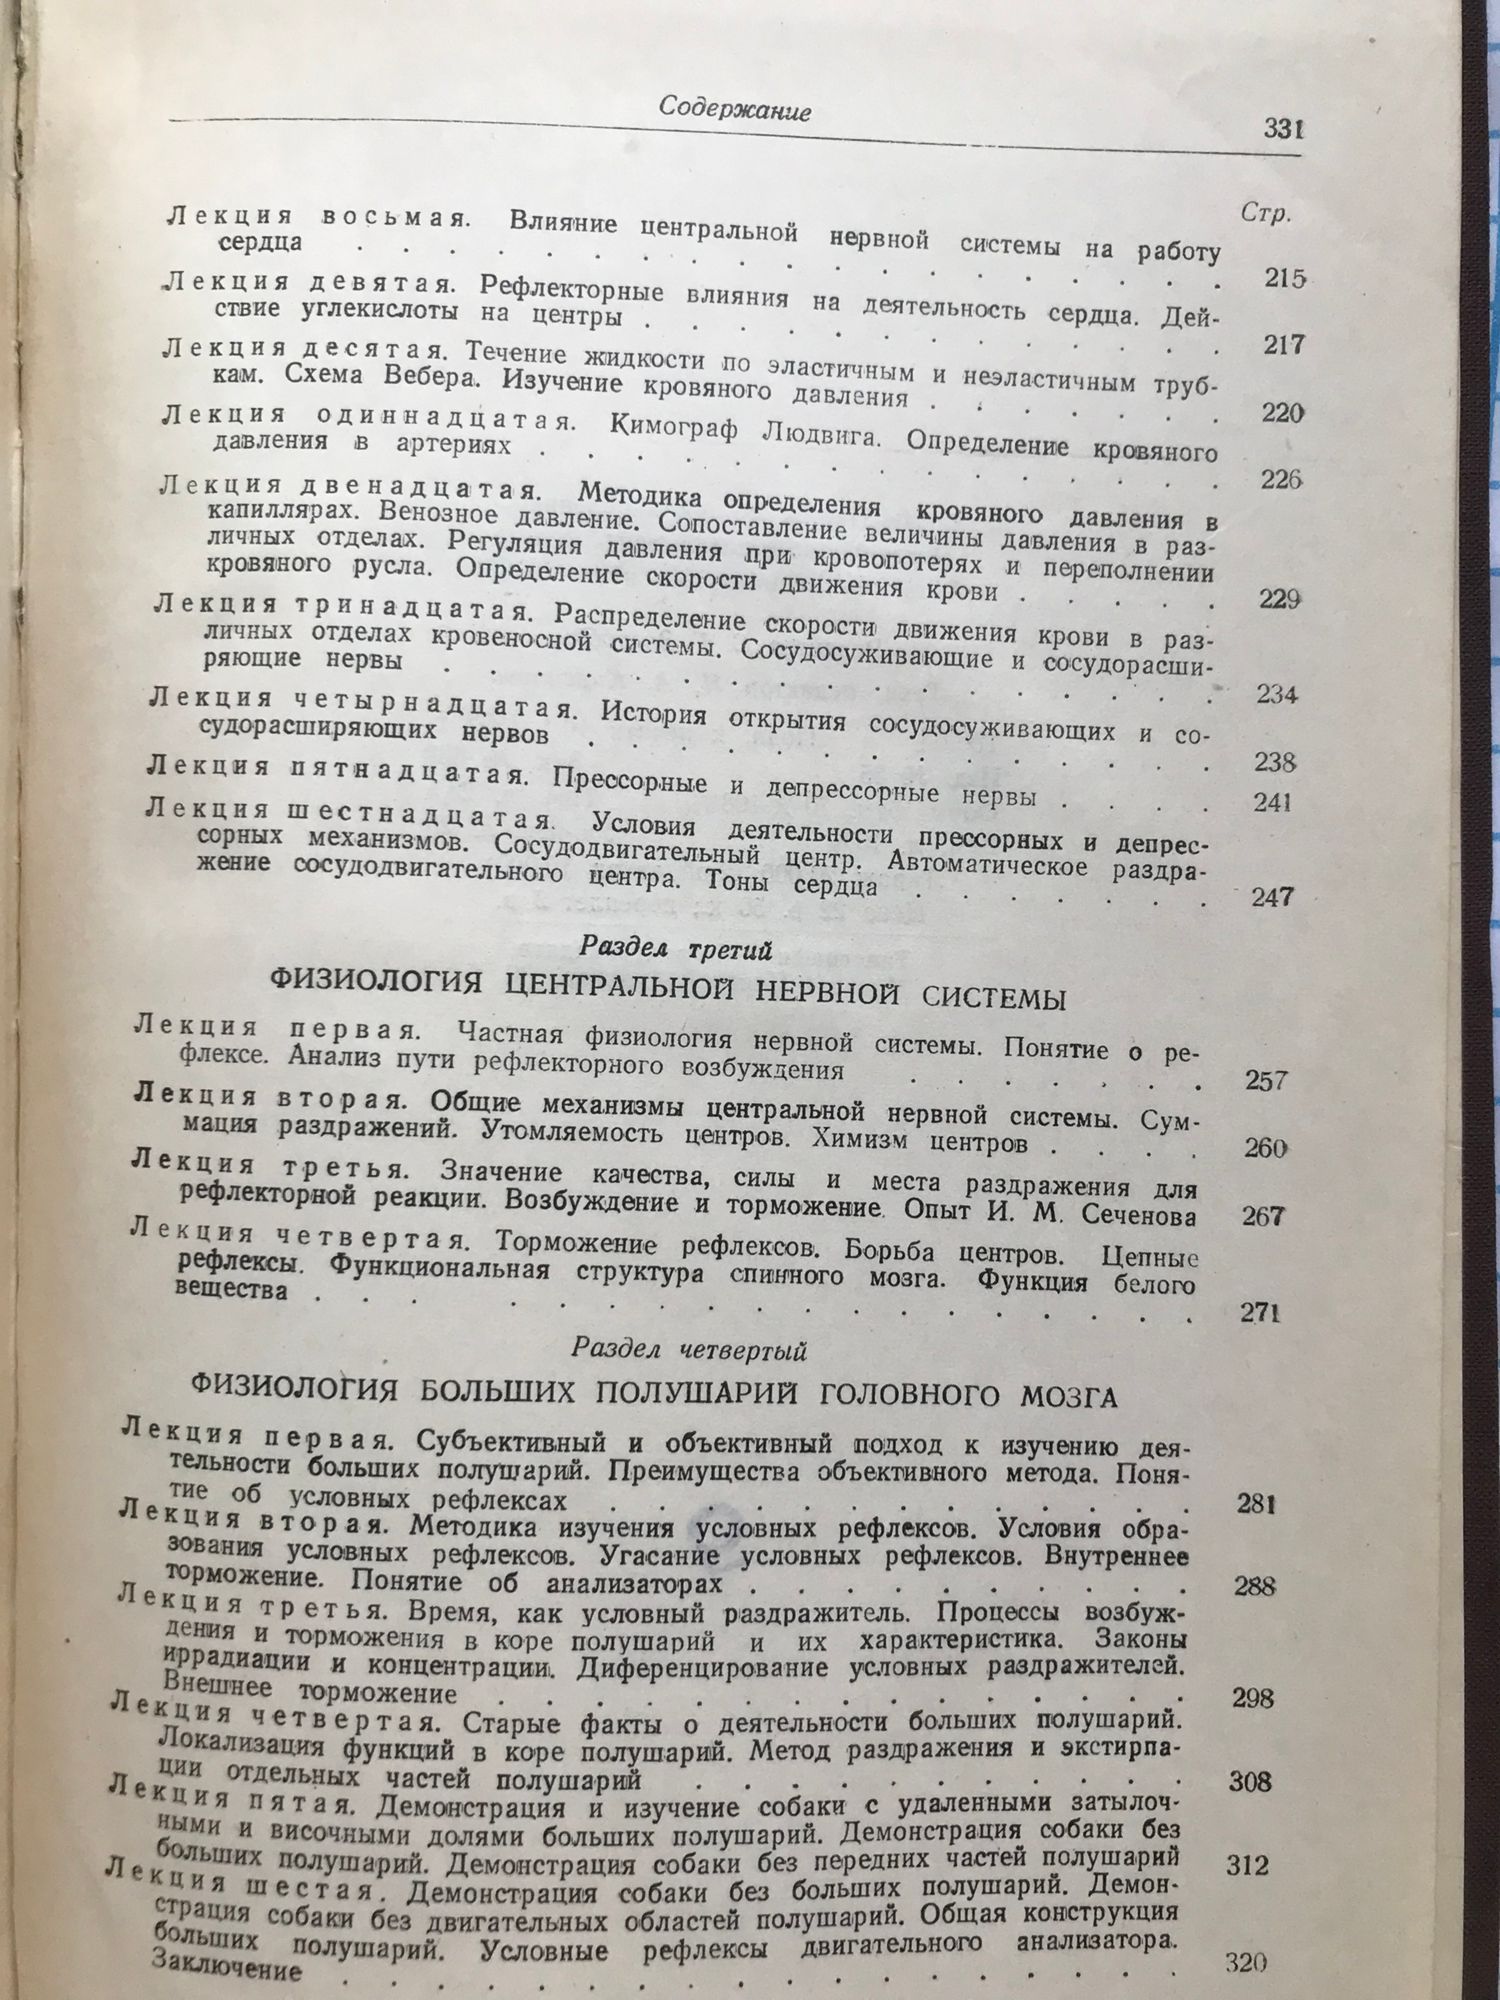 Содержание
331
Стр.
Лекция восьмая. Влияние центральной нервной системы на работу
сердца . . . . . . . . . . . . . . . . 215
Лекция девятая. Рефлекторные влияния на деятельность сердца. Дей-
ствие углекислоты на центры . . . . . . . . . . 217
Лекция десятая. Течение жидкости по эластичным и неэластичным труб-
кам. Схема Вебера. Изучение кровяного давления . . . . . . 220
Лекция одиннадцатая. Кимограф Людвига. Определение кровяного
давления в артериях . . . . . . . . . . . . . 226
Лекция двенадцатая. Методика определения кровяного давления в
капиллярах. Венозное давление. Сопоставление величины давления в раз-
личных отделах. Регуляция давления при кровопотерях и переполнении
кровяного русла. Определение скорости движения крови . . . . . 229
Лекция тринадцатая. Распределение скорости движения крови в раз-
личных отделах кровеносной системы. Сосудосуживающие и сосудорасши-
ряющие нервы . . . . . . . . . . . . . . 234
Лекция четырнадцатая. История открытия сосудосуживающих и со-
судорасширяющих нервов . . . . . . . . . . . . 238
Лекция пятнадцатая. Прессорные и депрессорные нервы . . . . 241
Лекция шестнадцатая. Условия деятельности прессорных и депрес-
сорных механизмов. Сосудодвигательный центр. Автоматическое раздра-
жение сосудодвигательного центра. Тоны сердца . . . . . . . 247
Раздел третий
ФИЗИОЛОГИЯ ЦЕНТРАЛЬНОЙ НЕРВНОЙ СИСТЕМЫ
Лекция первая. Частная физиология нервной системы. Понятие о ре-
флексе. Анализ пути рефлекторного возбуждения . . . . . . . 257
Лекция вторая. Общие механизмы центральной нервной системы. Сум-
мация раздражений. Утомляемость центров. Химизм центров . . . . 260
Лекция третья. Значение качества, силы и места раздражения для
рефлекторной реакции. Возбуждение и торможение. Опыт И. М. Сеченова 267
Лекция четвертая. Торможение рефлексов. Борьба центров. Цепные
рефлексы. Функциональная структура спинного мозга. Функция белого
вещества . . . . . . . . . . . . . . . . 271
Раздел четвертый
ФИЗИОЛОГИЯ БОЛЬШИХ ПОЛУШАРИЙ ГОЛОВНОГО МОЗГА
Лекция первая. Субъективный и объективный подход к изучению дея-
тельности больших полушарий. Преимущества объективного метода. Поня-
тие об условных рефлексах . . . . . . . . . . . . 281
Лекция вторая. Методика изучения условных рефлексов. Условия обра-
зования условных рефлексов. Угасание условных рефлексов. Внутреннее
торможение. Понятие об анализаторах . . . . . . . . . 288
Лекция третья. Время, как условный раздражитель. Процессы возбуж-
дения и торможения в коре полушарий и их характеристика. Законы
иррадиации и концентрации. Диференцирование условных раздражителей.
Внешнее торможение . . . . . . . . . . . . . 298
Лекция четвертая. Старые факты о деятельности больших полушарий.
Локализация функций в коре полушарий. Метод раздражения и экстирпа-
ции отдельных частей полушарий . . . . . . . . . . 308
Лекция пятая. Демонстрация и изучение собаки с удаленными затылоч-
ными и височными долями больших полушарий. Демонстрация собаки без
больших полушарий. Демонстрация собаки без передних частей полушарий 312
Лекция шестая. Демонстрация собаки без больших полушарий. Демон-
страция собаки без двигательных областей полушарий. Общая конструкция
больших полушарий. Условные рефлексы двигательного анализатора.
Заключение . . . . . . . . . . . . . . . 320